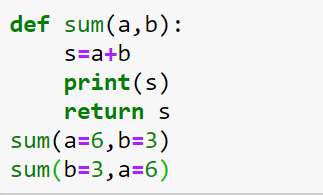 def sum(a,b):
    s=a+b
    print(s)
    return s
sum(a=6,b=3)
sum(b=3,a=6)